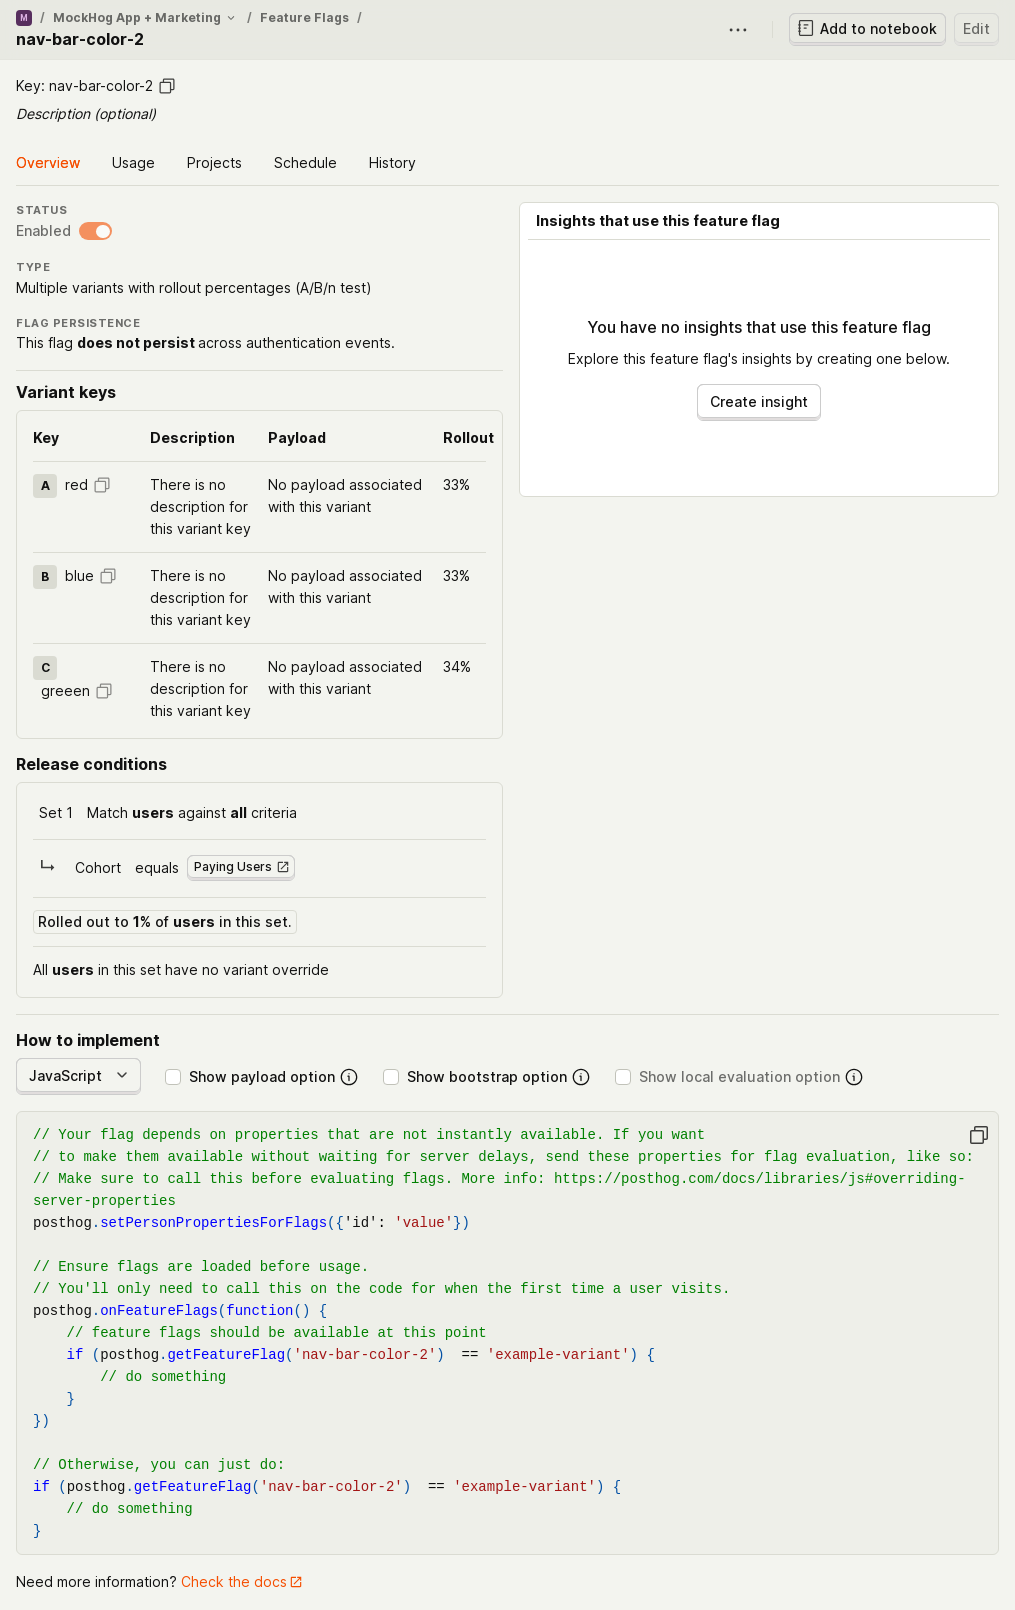 M / MockHog App + Marketing / Feature Flags /
nav-bar-color-2
Add to notebook
Edit
Key: nav-bar-color-2
Description (optional)
Overview Usage Projects Schedule History
STATUS
Enabled
TYPE
Multiple variants with rollout percentages (A/B/n test)
FLAG PERSISTENCE
This flag does not persist across authentication events.
Insights that use this feature flag
You have no insights that use this feature flag
Explore this feature flag's insights by creating one below.
Create insight
Variant keys
Key Description Payload Rollout
A red There is no No payload associated 33%
description for with this variant
this variant key
B blue There is no No payload associated 33%
description for with this variant
this variant key
C There is no No payload associated 34%
greeen description for with this variant
this variant key
Release conditions
Set 1 Match users against all criteria
Cohort equals Paying Users
Rolled out to 1% of users in this set.
All users in this set have no variant override
How to implement
JavaScript Show payload option Show bootstrap option Show local evaluation option
// Your flag depends on properties that are not instantly available. If you want
// to make them available without waiting for server delays, send these properties for flag evaluation, like so:
// Make sure to call this before evaluating flags. More info: https://posthog.com/docs/libraries/js#overriding-
server-properties
posthog.setPersonPropertiesForFlags({'id': 'value'})
// Ensure flags are loaded before usage.
// You'll only need to call this on the code for when the first time a user visits.
posthog.onFeatureFlags(function() {
    // feature flags should be available at this point
    if (posthog.getFeatureFlag('nav-bar-color-2')  == 'example-variant') {
        // do something
    }
})
// Otherwise, you can just do:
if (posthog.getFeatureFlag('nav-bar-color-2')  == 'example-variant') {
    // do something
}
Need more information? Check the docs